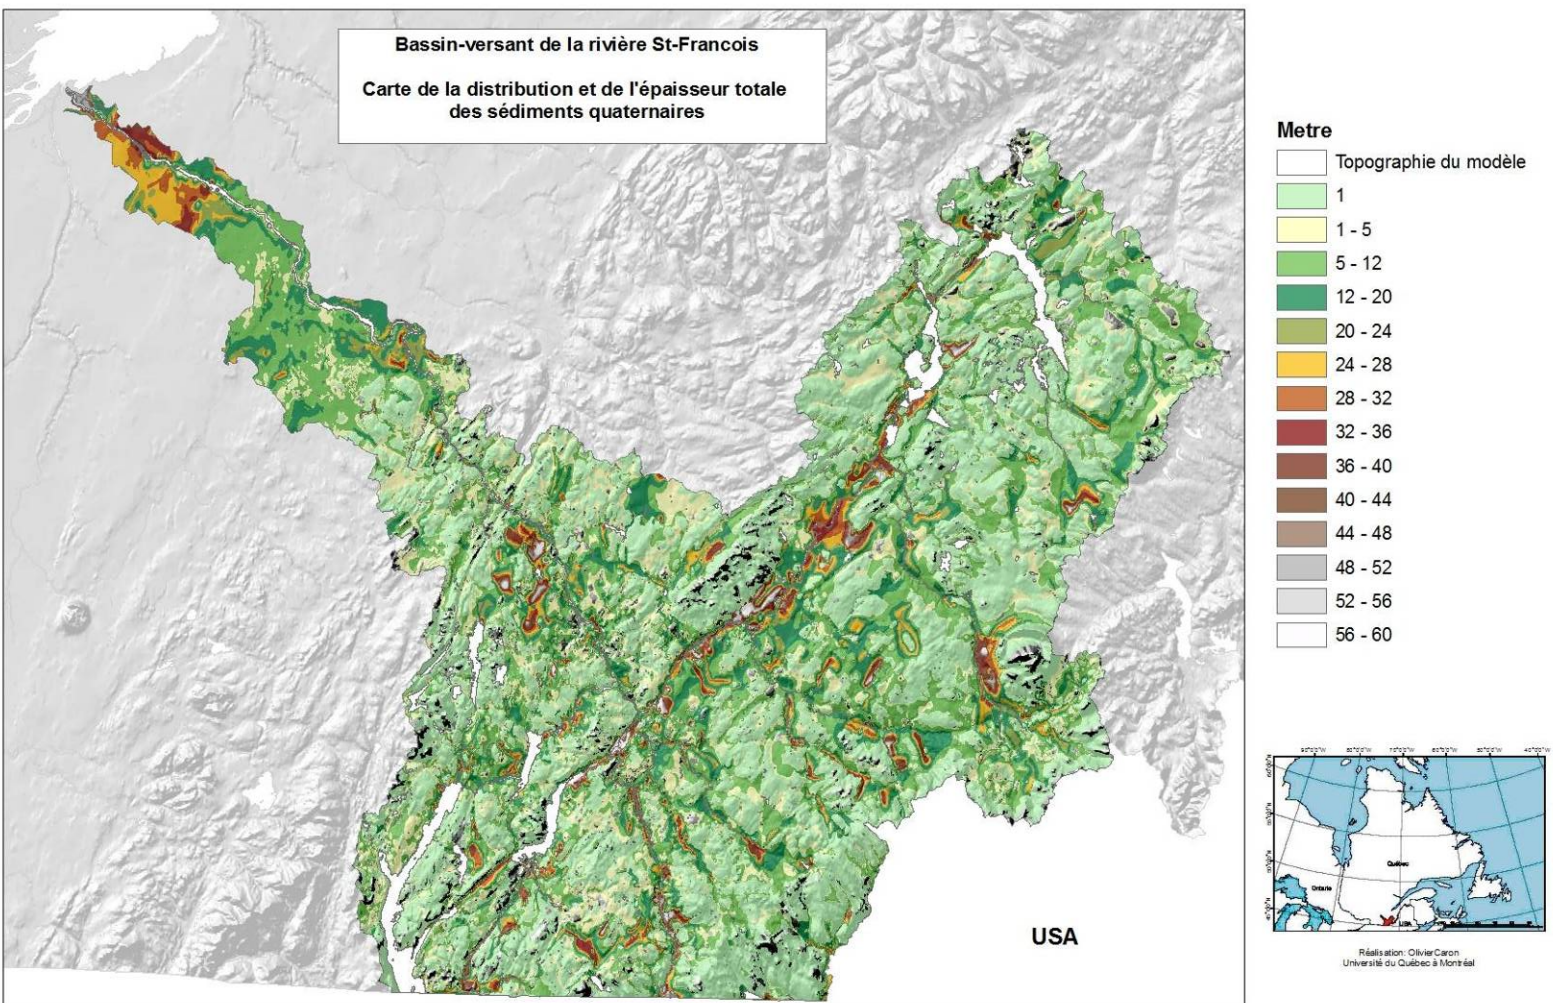 Bassin-versant de la rivière St-Francois
Carte de la distribution et de l'épaisseur totale
des sédiments quaternaires
Metre
Topographie du modèle
1
1 - 5
5 - 12
12 - 20
20 - 24
24 - 28
28 - 32
32 - 36
36 - 40
40 - 44
44 - 48
48 - 52
52 - 56
56 - 60
USA
Québec
Ontario
USA
Réalisation: Olivier Caron
Université du Québec à Montréal